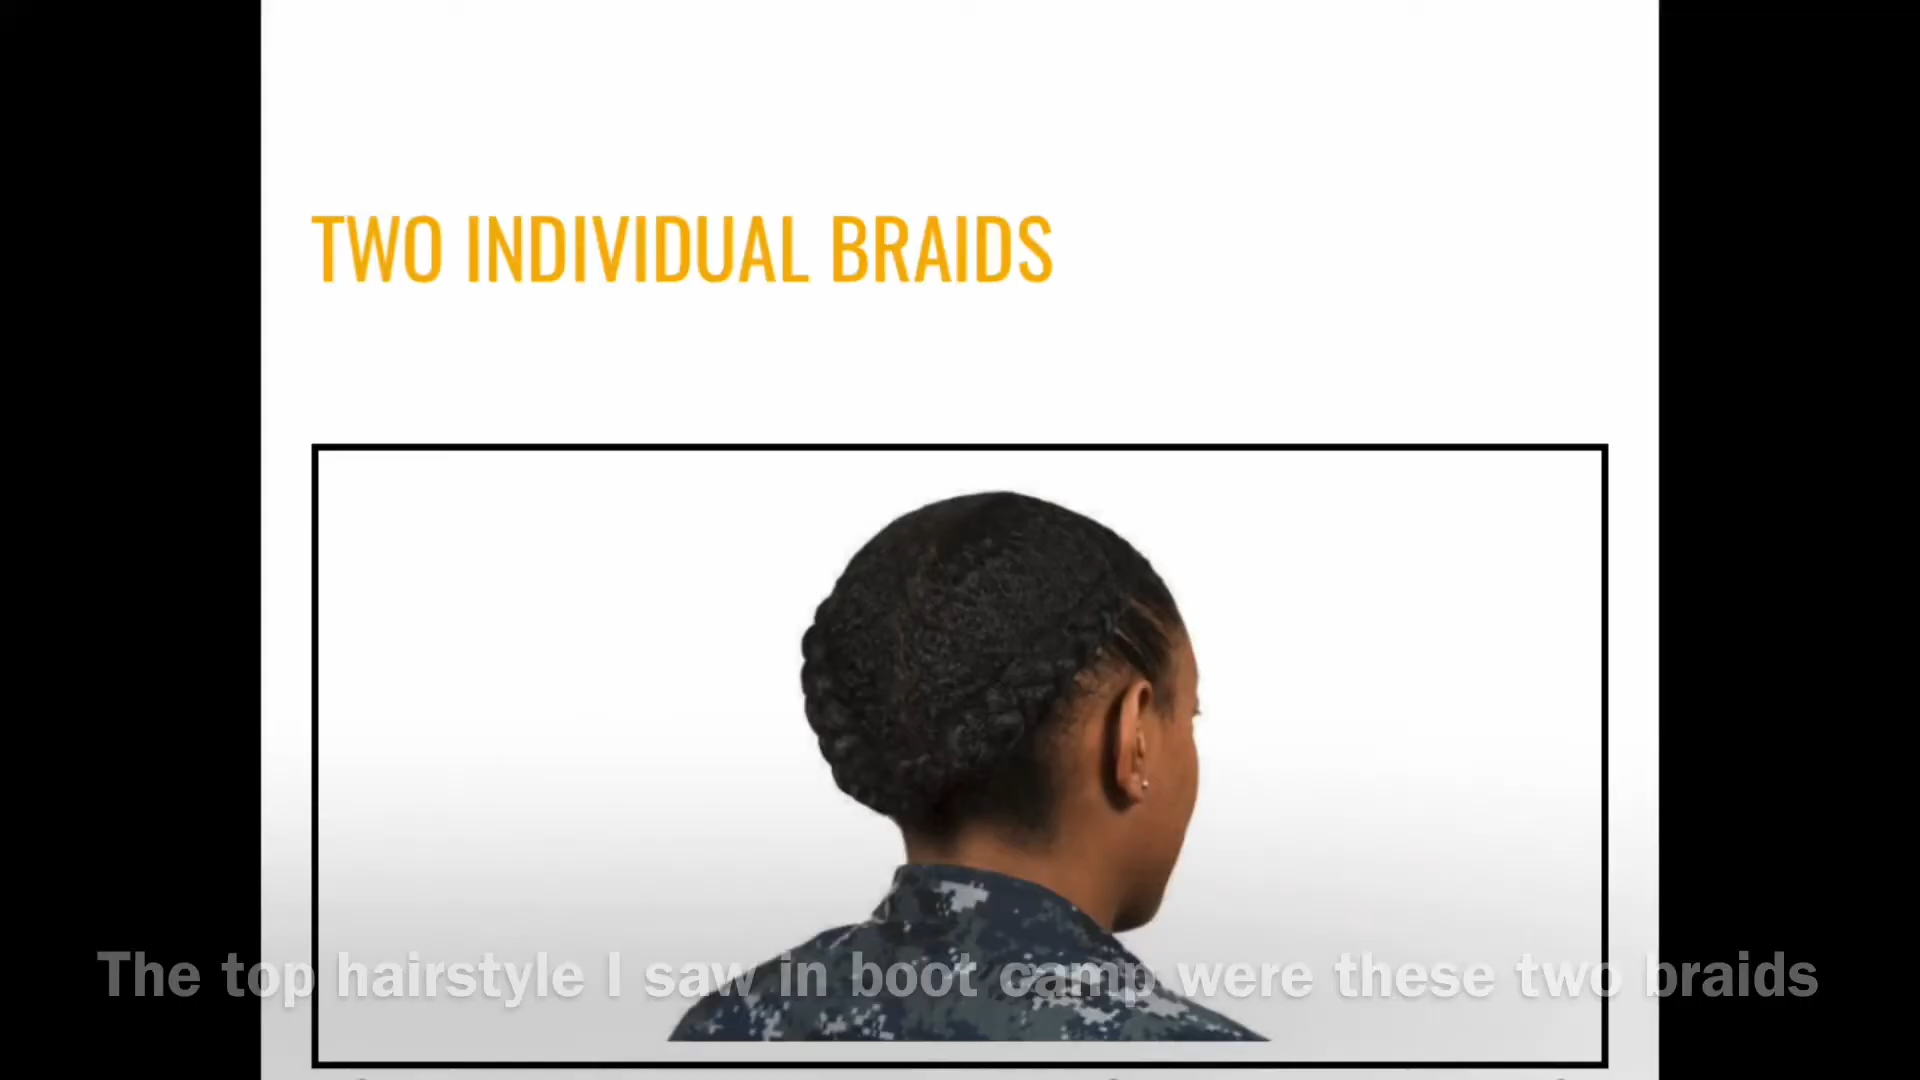 TWO INDIVIDUAL BRAIDS
The top hairstyle I saw in boot camp were these two braids